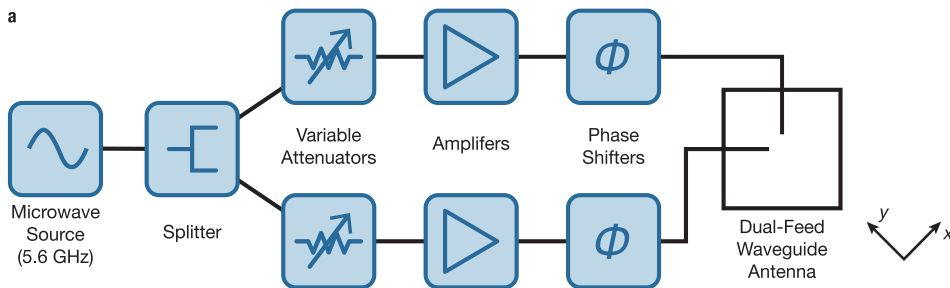 a
Φ
Variable
Attenuators
Amplifers
Phase
Shifters
Microwave
Source
(5.6 GHz)
Splitter
Φ
Dual-Feed
Waveguide
Antenna
y
x